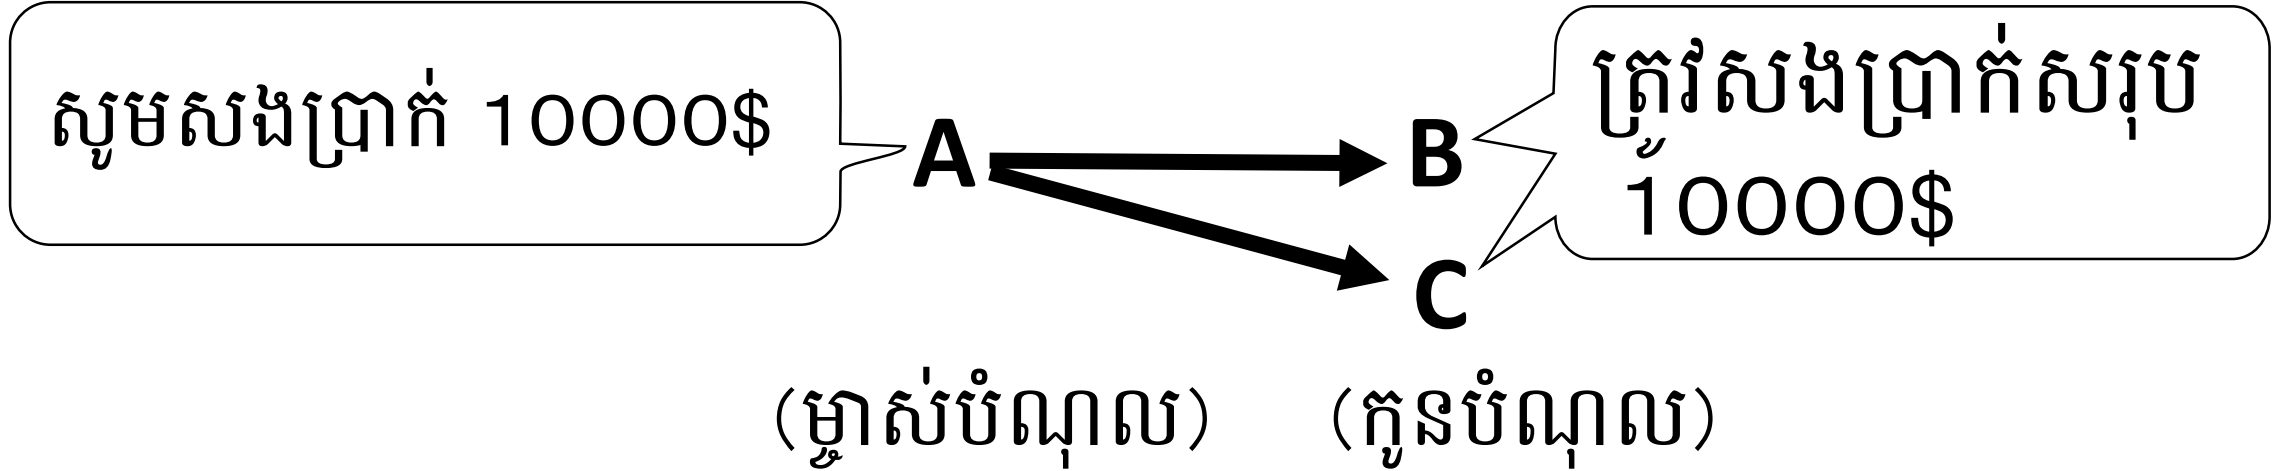 សូមសងប្រាក់ 10000$
A
B
ត្រូវសងប្រាក់សរុប
10000$
C
(ម្ចាស់បំណុល) (កូនបំណុល)